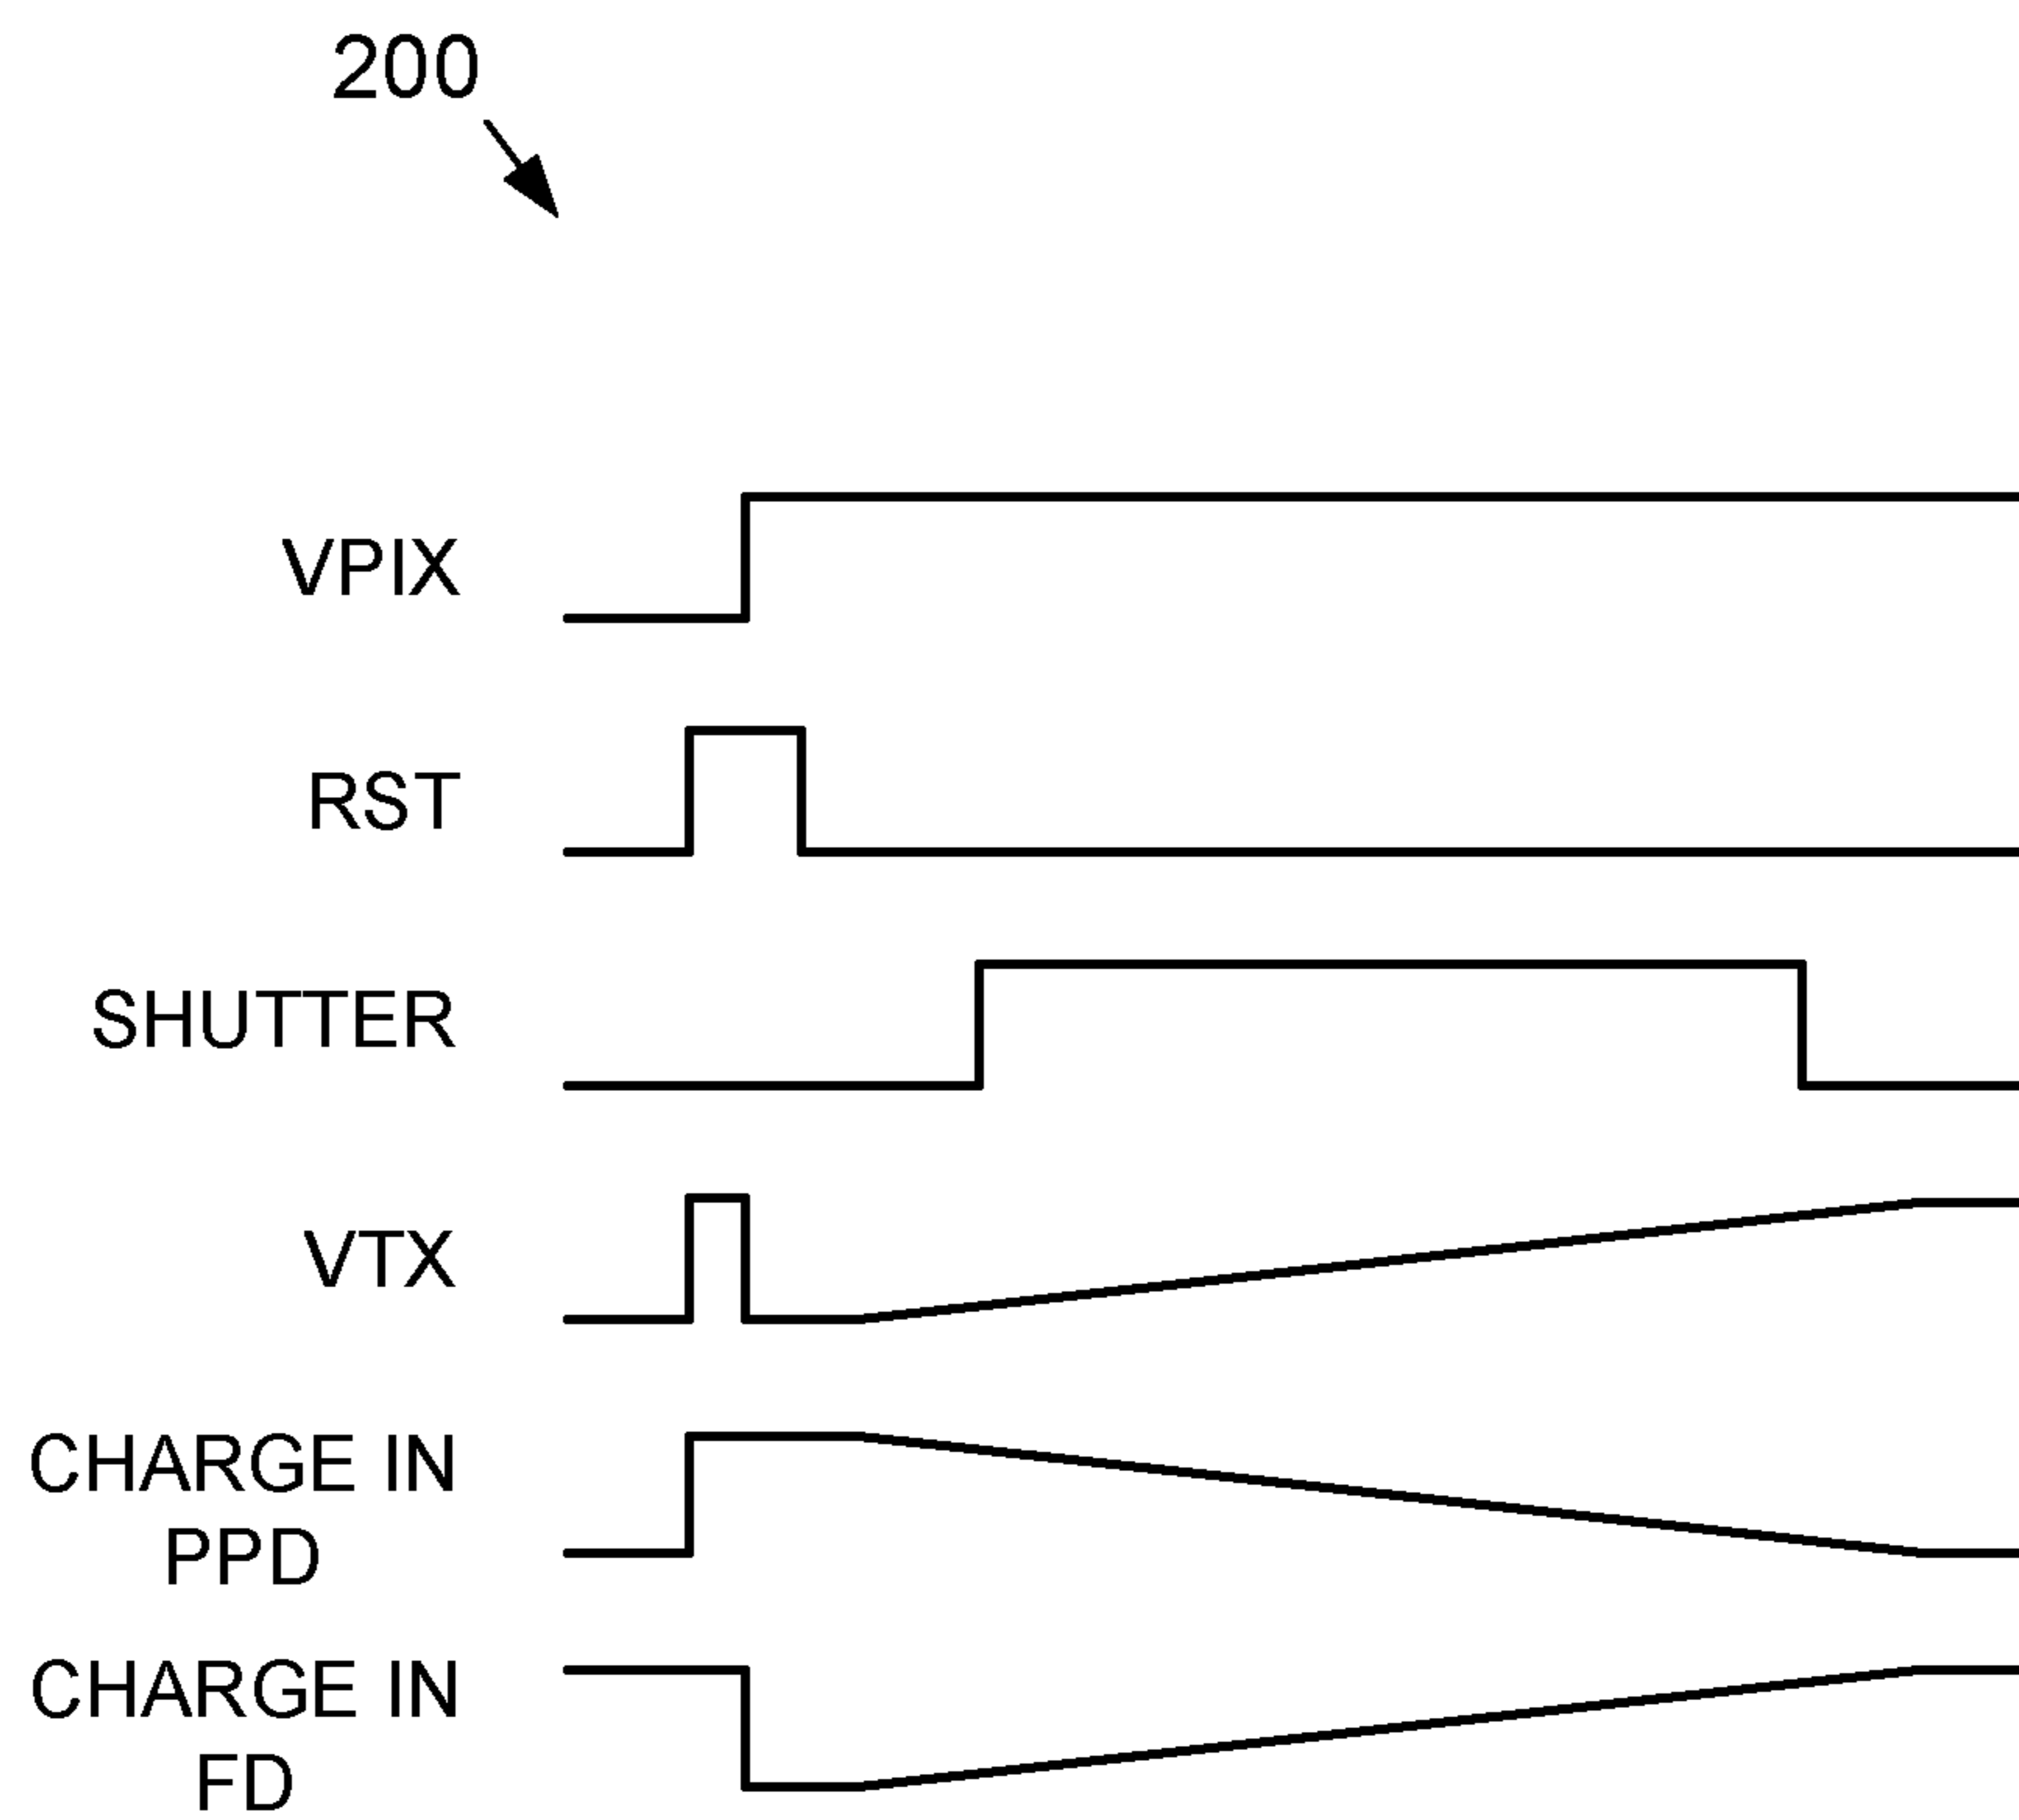 200
VPIX
RST
SHUTTER
VTX
CHARGE IN
PPD
CHARGE IN
FD